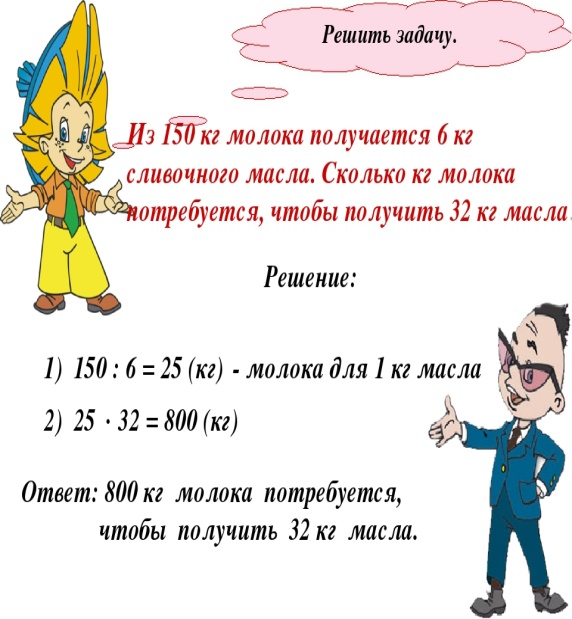 Решить задачу.
Из 150 кг молока получается 6 кг
сливочного масла. Сколько кг молока
потребуется, чтобы получить 32 кг масла?
Решение:
1) 150 : 6 = 25 (кг) - молока для 1 кг масла
2) 25 · 32 = 800 (кг)
Ответ: 800 кг молока потребуется,
чтобы получить 32 кг масла.